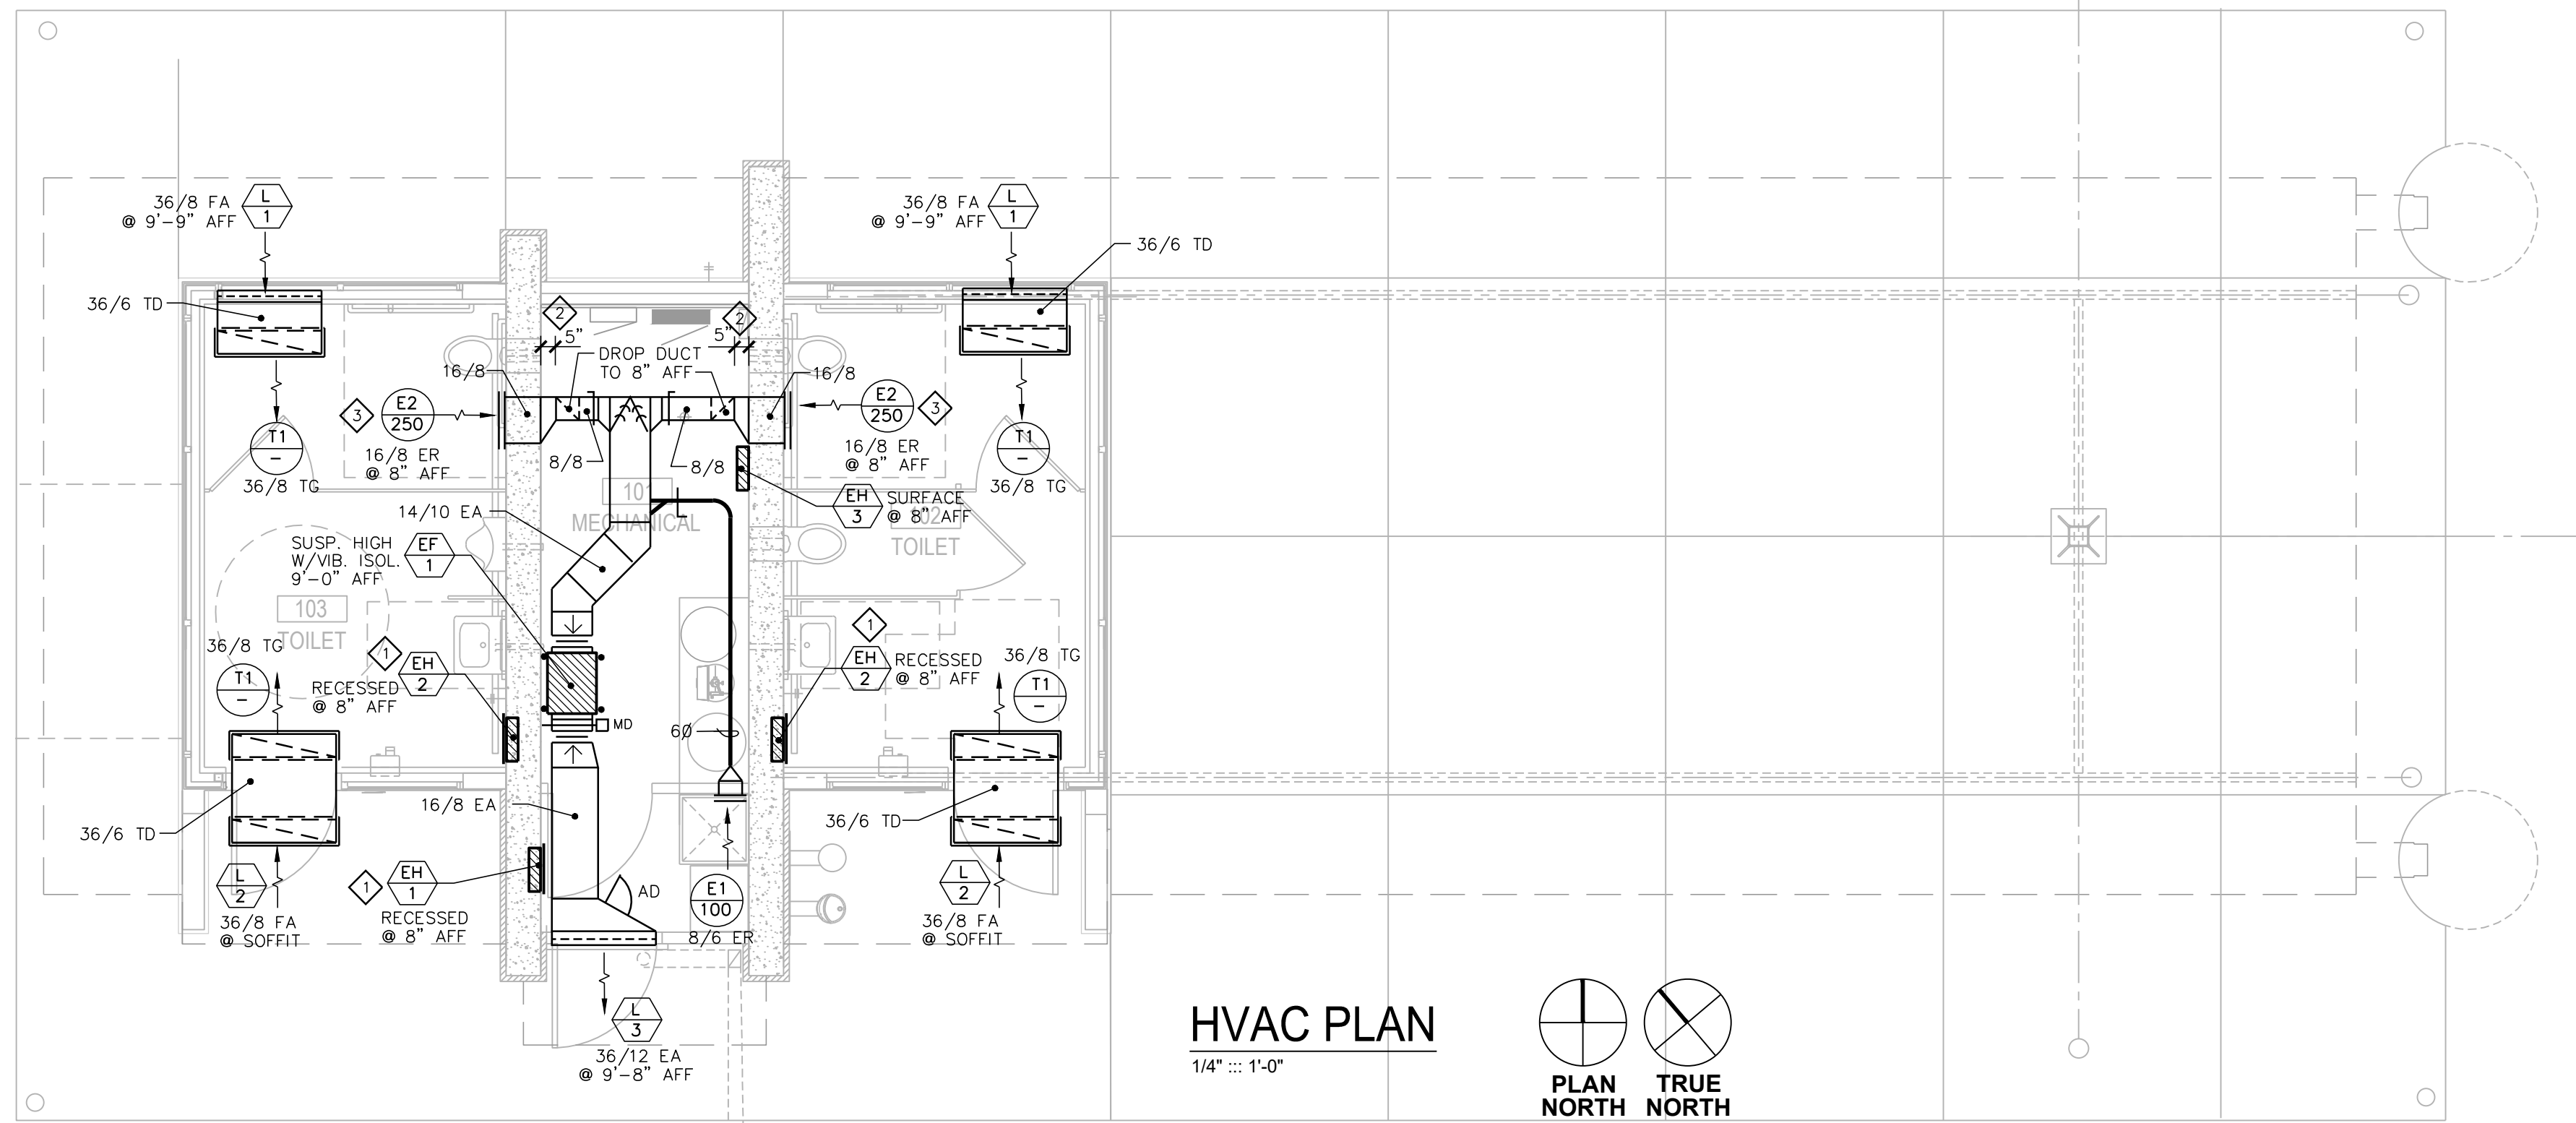 36/8 FA
@ 9'-9" AFF
L
1
36/8 FA
@ 9'-9" AFF
L
1
36/6 TD
36/6 TD
2
5"
2
5"
DROP DUCT
TO 8" AFF
16/8
16/8
3
E2
250
16/8 ER
@ 8" AFF
E2
250
3
16/8 ER
@ 8" AFF
T1
–
36/8 TG
T1
–
36/8 TG
8/8
8/8
101
MECHANICAL
EH
3
SURFACE
@ 8" AFF
102
TOILET
14/10 EA
SUSP. HIGH
W/VIB. ISOL.
9'-0" AFF
EF
1
103
TOILET
36/8 TG
T1
–
1
EH
2
RECESSED
@ 8" AFF
1
EH
2
RECESSED
@ 8" AFF
36/8 TG
T1
–
MD
6Ø
16/8 EA
36/6 TD
36/6 TD
L
2
36/8 FA
@ SOFFIT
1
EH
1
RECESSED
@ 8" AFF
AD
E1
100
8/6 ER
L
2
36/8 FA
@ SOFFIT
L
3
36/12 EA
@ 9'-8" AFF
HVAC PLAN
1/4" ::: 1'-0"
PLAN
NORTH
TRUE
NORTH